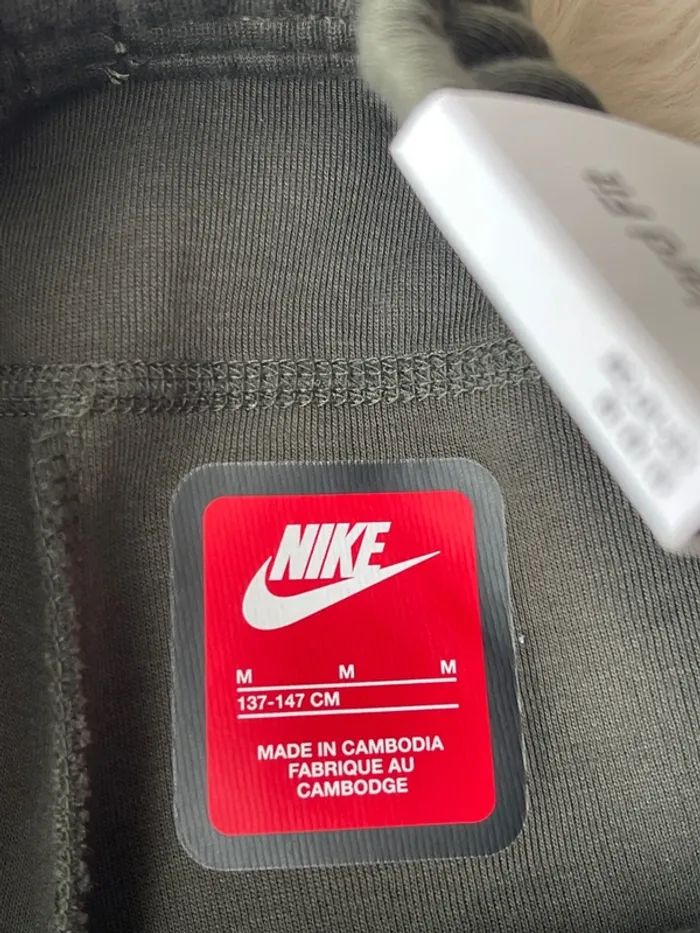 NIKE
M M M
137-147 CM
MADE IN CAMBODIA
FABRIQUE AU
CAMBODGE